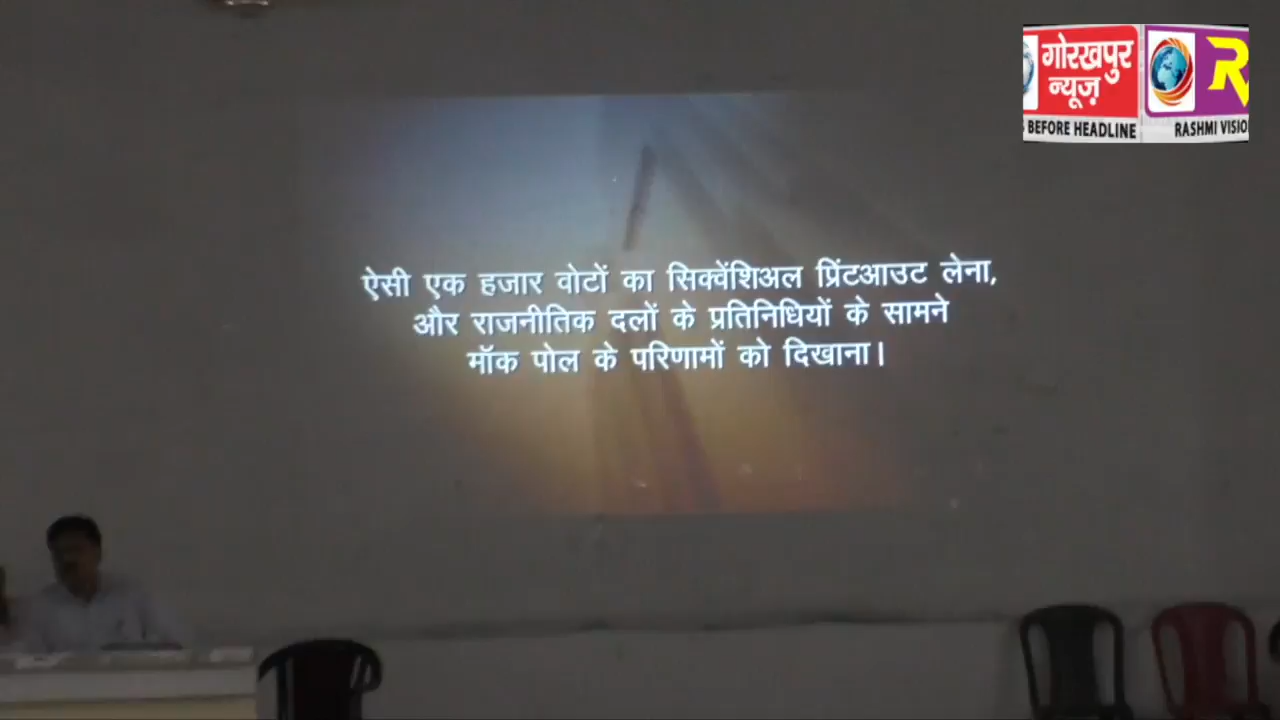 गोरखपुर
न्यूज़
BEFORE HEADLINE
R
RASHMI VISIO
ऐसी एक हजार वोटों का सिक्वेंशिअल प्रिंटआउट लेना,
और राजनीतिक दलों के प्रतिनिधियों के सामने
मॉक पोल के परिणामों को दिखाना।